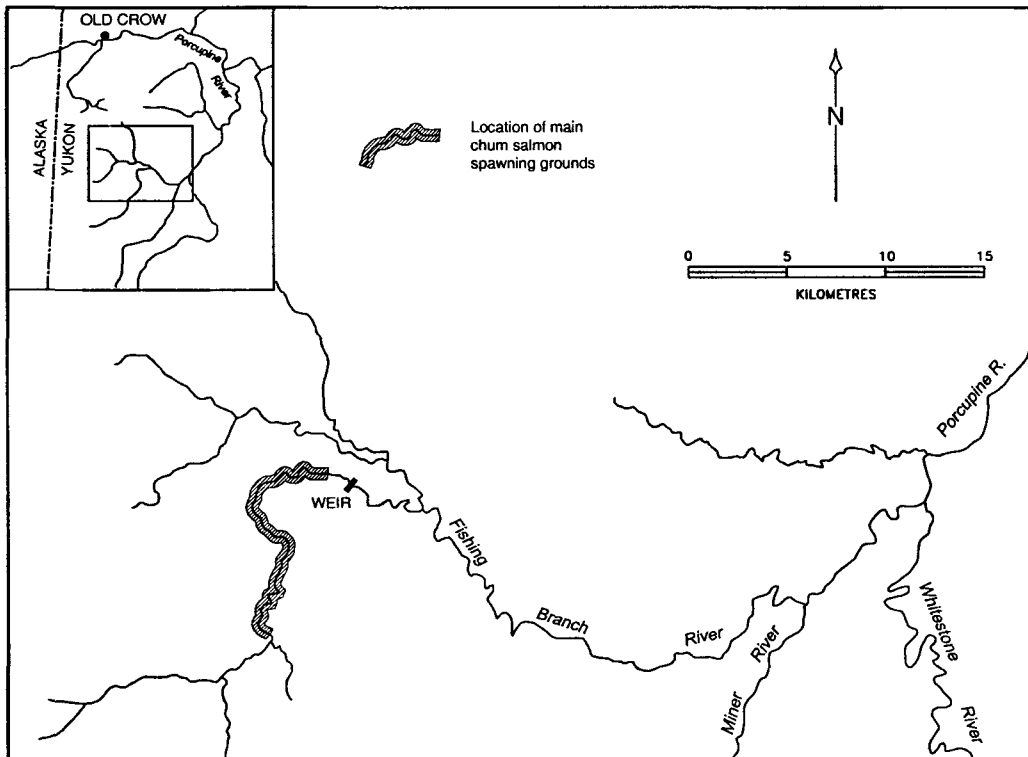 OLD CROW
Porcupine
River
ALASKA
YUKON
Location of main
chum salmon
spawning grounds
N
0 5 10 15
KILOMETRES
Porcupine R.
WEIR
Fishing
Branch
River
Miner
River
Whitestone
River